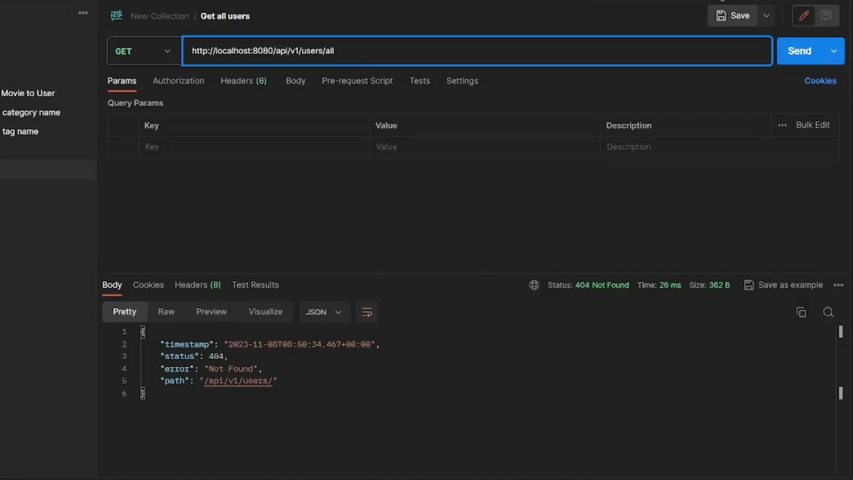 New Collection / Get all users
Save
GET
http://localhost:8080/api/v1/users/all
Send
Params
Authorization
Headers (6)
Body
Pre-request Script
Tests
Settings
Cookies
Movie to User
category name
tag name
Query Params
Key
Value
Description
Bulk Edit
Key
Value
Description
Body
Cookies
Headers (8)
Test Results
Status: 404 Not Found
Time: 26 ms
Size: 362 B
Save as example
Pretty
Raw
Preview
Visualize
JSON
1 {
2 "timestamp": "2023-11-08T08:50:34.467+00:00",
3 "status": 404,
4 "error": "Not Found",
5 "path": "/api/v1/users/"
6 }